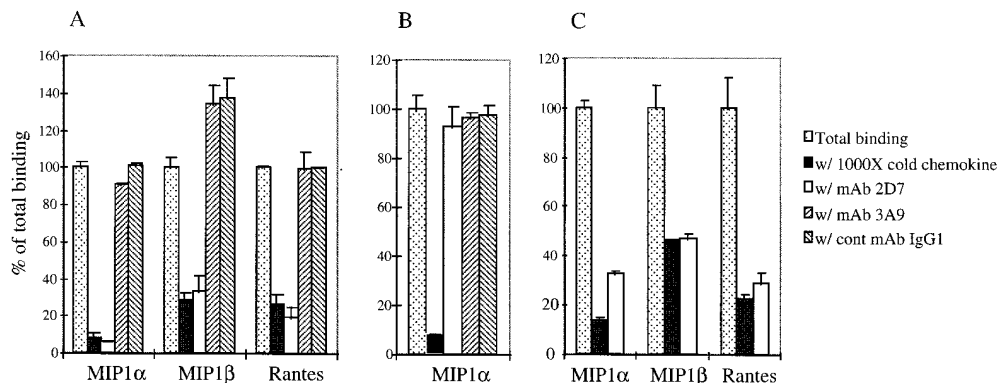 A
B
C
% of total binding
160
140
120
100
80
60
40
20
0
MIP1α
MIP1β
Rantes
120
100
80
60
40
20
0
MIP1α
120
100
80
60
40
20
0
MIP1α
MIP1β
Rantes
Total binding
w/ 1000X cold chemokine
w/ mAb 2D7
w/ mAb 3A9
w/ cont mAb IgG1